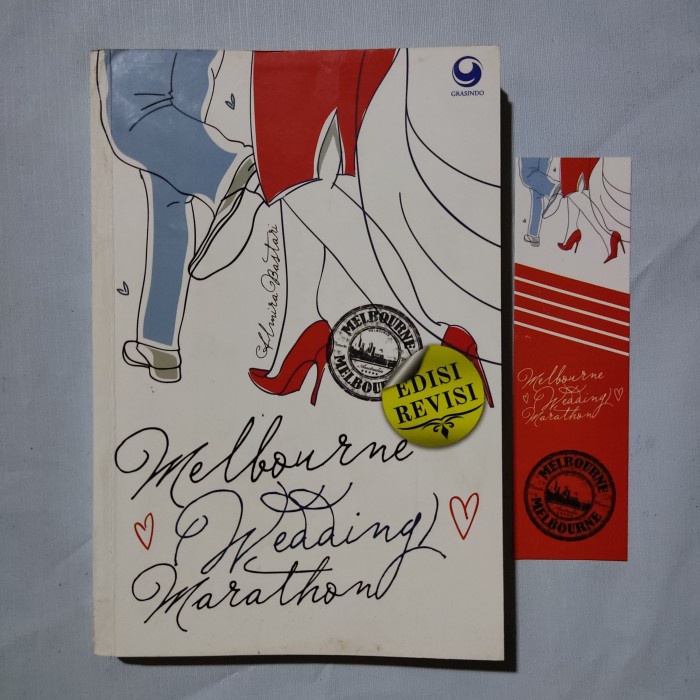 GRASINDO
Almira Bastari
MELBOURNE
MELBOURNE
EDISI
REVISI
Melbourne
(Wedding)
Marathon
Melbourne
(Wedding)
Marathon
MELBOURNE
MELBOURNE